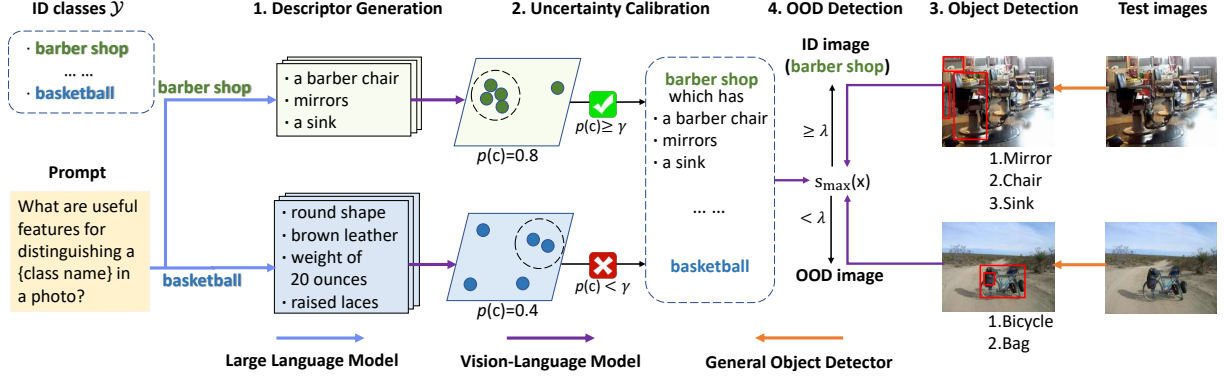 ID classes 𝒴
· barber shop
... ...
· basketball
Prompt
What are useful
features for
distinguishing a
{class name} in
a photo?
barber shop
basketball
1. Descriptor Generation
· a barber chair
· mirrors
· a sink
· round shape
· brown leather
· weight of
20 ounces
· raised laces
2. Uncertainty Calibration
p(c)=0.8
p(c)≥ γ
p(c)=0.4
p(c) < γ
barber shop
which has
· a barber chair
· mirrors
· a sink
... ...
basketball
4. OOD Detection
ID image
(barber shop)
≥ λ
s_max(x)
< λ
OOD image
3. Object Detection
1.Mirror
2.Chair
3.Sink
1.Bicycle
2.Bag
Test images
Large Language Model
Vision-Language Model
General Object Detector